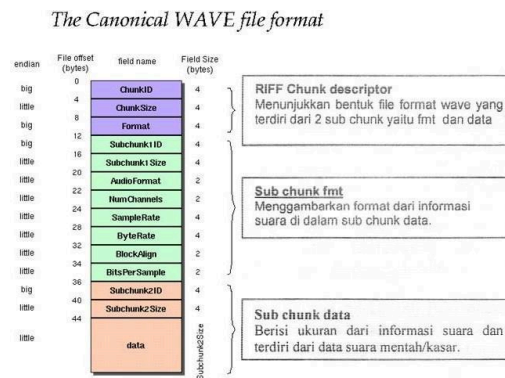 The Canonical WAVE file format
endian File offset (bytes) field name Field Size (bytes)
0
big ChunkID 4
4
little ChunkSize 4
8
big Format 4
12
big Subchunk1ID 4
16
little Subchunk1Size 4
20
little AudioFormat 2
22
little NumChannels 2
24
little SampleRate 4
28
little ByteRate 4
32
little BlockAlign 2
34
little BitsPerSample 2
36
big Subchunk2ID 4
40
little Subchunk2Size 4
44
little data Subchunk2Size
RIFF Chunk descriptor
Menunjukkan bentuk file format wave yang
terdiri dari 2 sub chunk yaitu fmt dan data
Sub chunk fmt
Menggambarkan format dari informasi
suara di dalam sub chunk data.
Sub chunk data
Berisi ukuran dari informasi suara dan
terdiri dari data suara mentah/kasar.